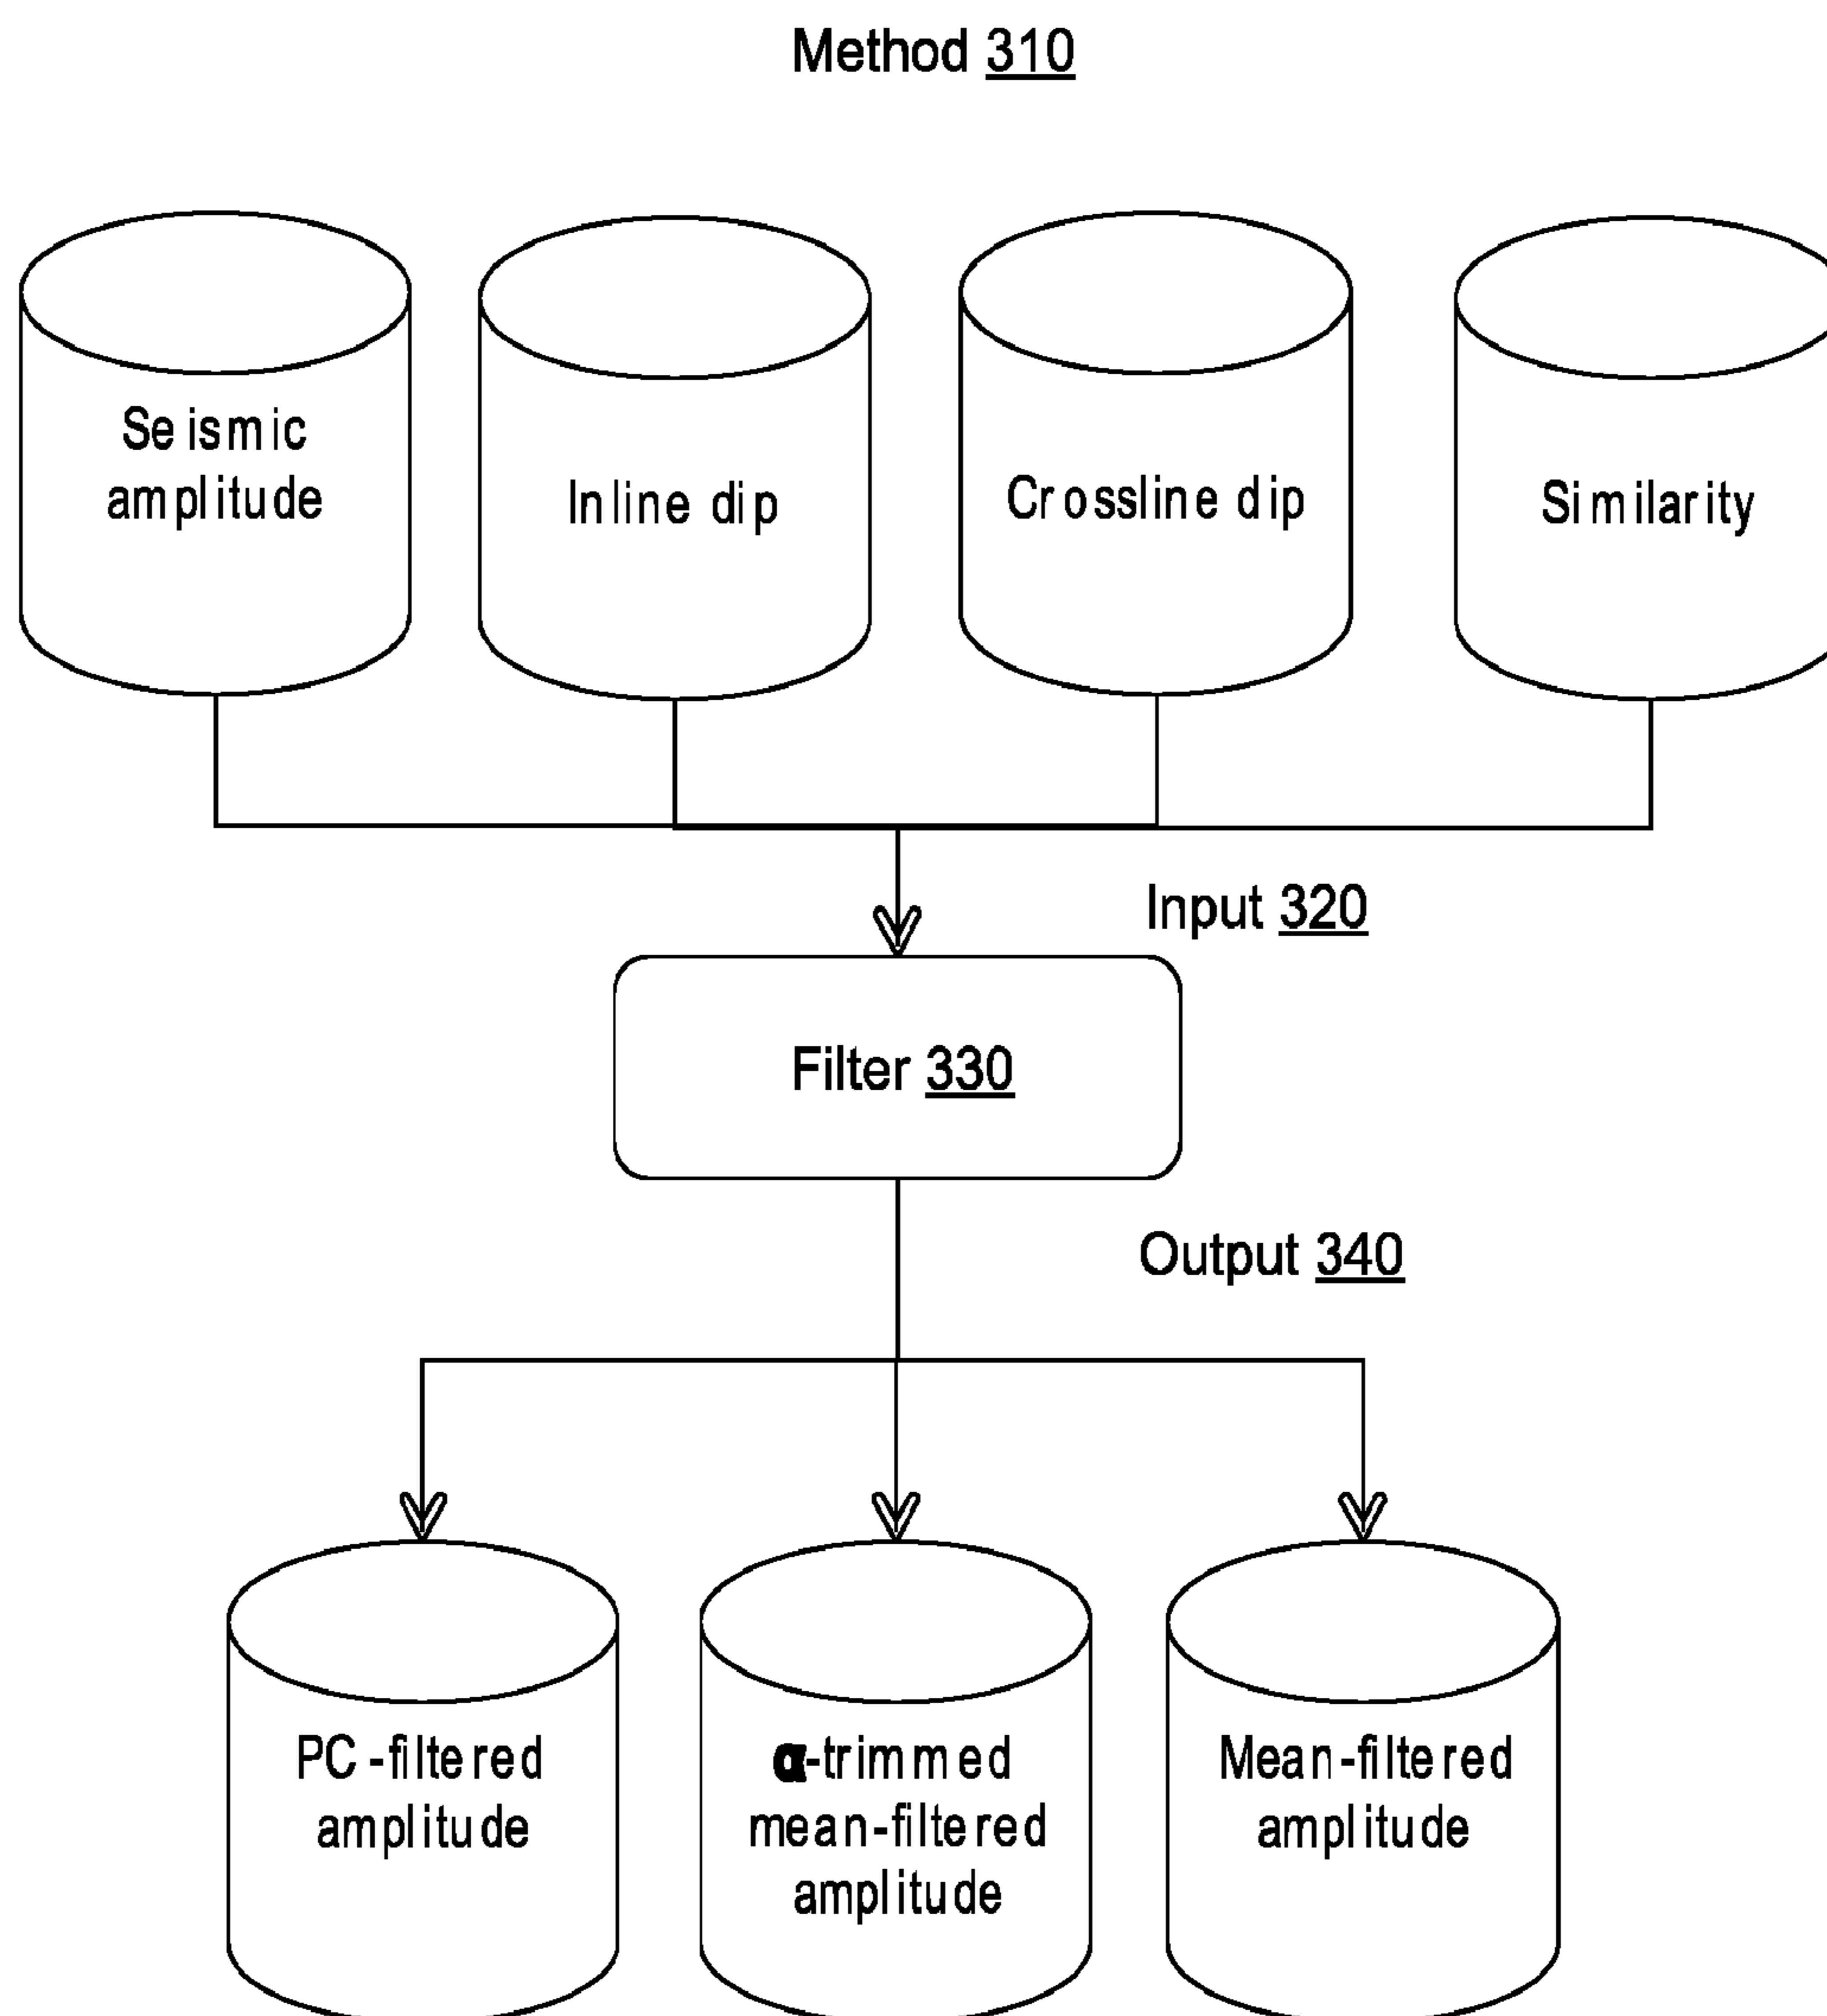 Method 310
Seismic
amplitude
Inline dip
Crossline dip
Similarity
Input 320
Filter 330
Output 340
PC-filtered
amplitude
α-trimmed
mean-filtered
amplitude
Mean-filtered
amplitude